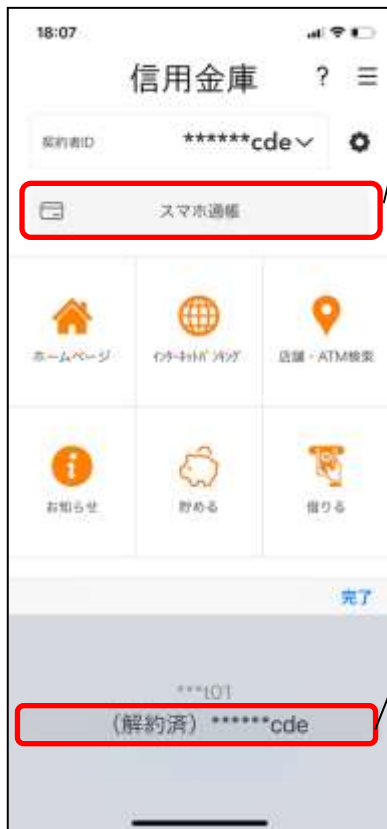 18:07
信用金庫 ?
契約者ID ******cde
スマホ通帳
ホームページ インターネットバンキング 店舗・ATM検索
お知らせ 貯める 借りる
完了
***t01
（解約済）******cde